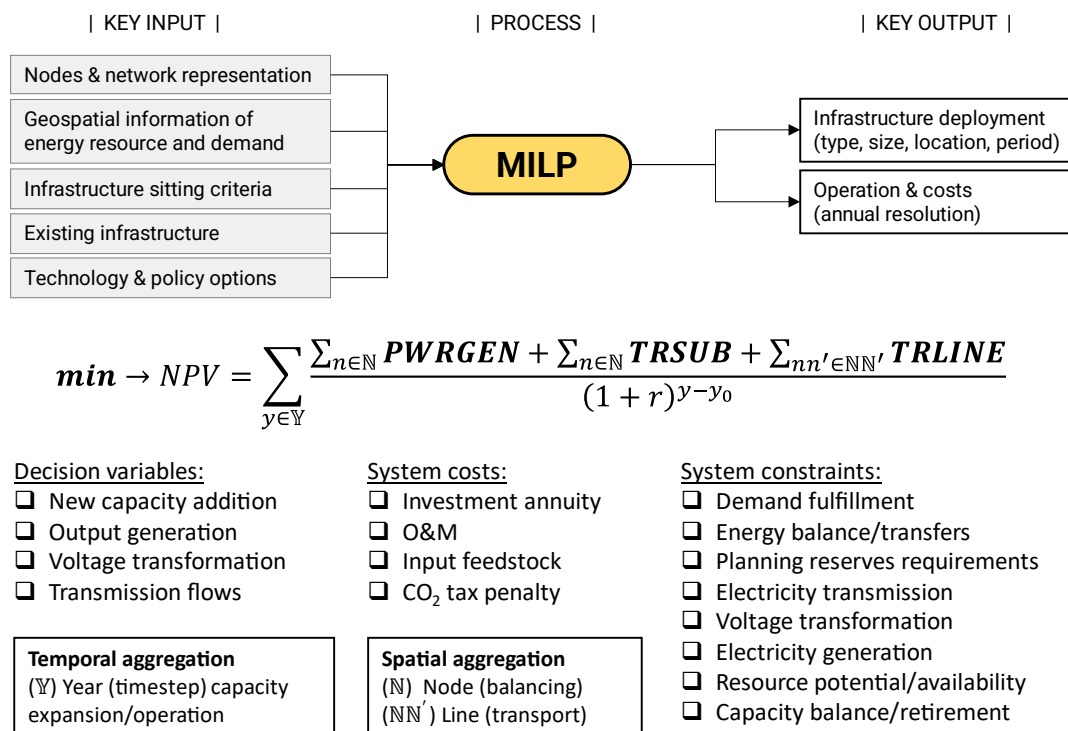 | KEY INPUT |
| PROCESS |
| KEY OUTPUT |
Nodes & network representation
Geospatial information of
energy resource and demand
Infrastructure sitting criteria
Existing infrastructure
Technology & policy options
MILP
Infrastructure deployment
(type, size, location, period)
Operation & costs
(annual resolution)
min → NPV = ∑_{y∈𝕐} (∑_{n∈ℕ} PWRGEN + ∑_{n∈ℕ} TRSUB + ∑_{nn′∈ℕℕ′} TRLINE) / (1 + r)^{y−y₀}
Decision variables:
❑ New capacity addition
❑ Output generation
❑ Voltage transformation
❑ Transmission flows
System costs:
❑ Investment annuity
❑ O&M
❑ Input feedstock
❑ CO₂ tax penalty
System constraints:
❑ Demand fulfillment
❑ Energy balance/transfers
❑ Planning reserves requirements
❑ Electricity transmission
❑ Voltage transformation
❑ Electricity generation
❑ Resource potential/availability
❑ Capacity balance/retirement
Temporal aggregation
(𝕐) Year (timestep) capacity
expansion/operation
Spatial aggregation
(ℕ) Node (balancing)
(ℕℕ′) Line (transport)